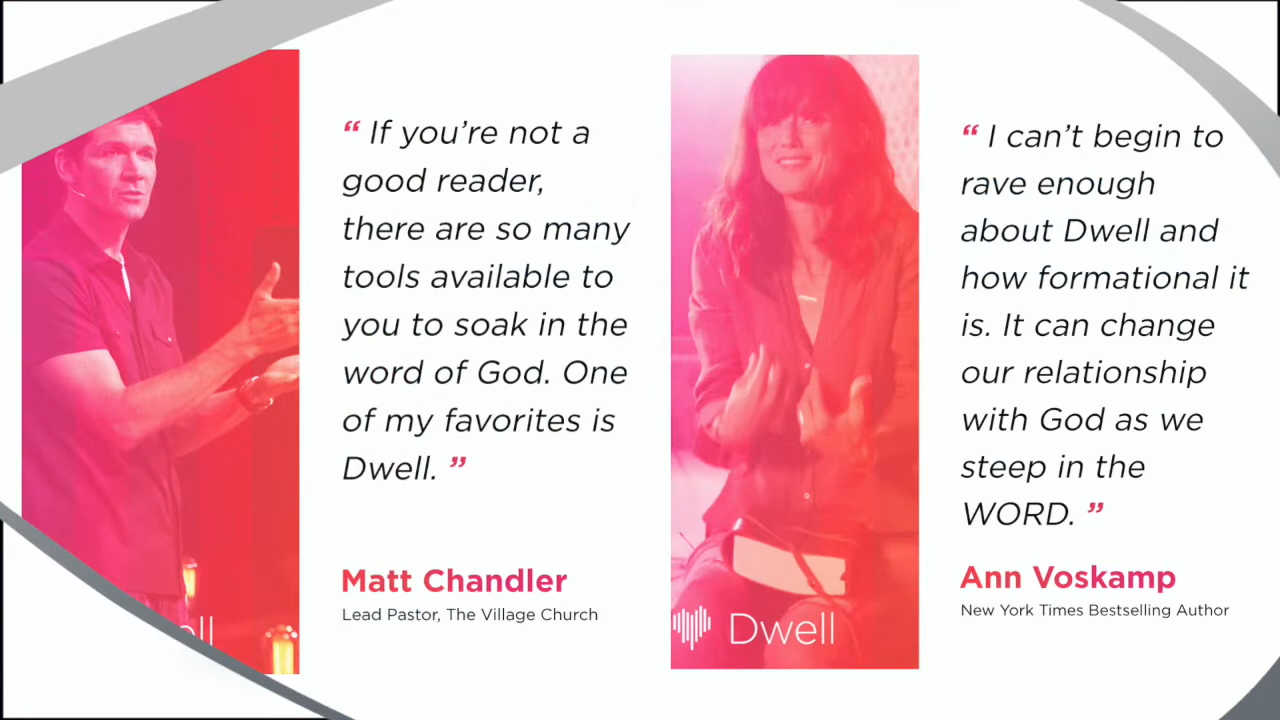 “ If you’re not a
good reader,
there are so many
tools available to
you to soak in the
word of God. One
of my favorites is
Dwell. ”
Matt Chandler
Lead Pastor, The Village Church
“ I can’t begin to
rave enough
about Dwell and
how formational it
is. It can change
our relationship
with God as we
steep in the
WORD. ”
Ann Voskamp
New York Times Bestselling Author
Dwell